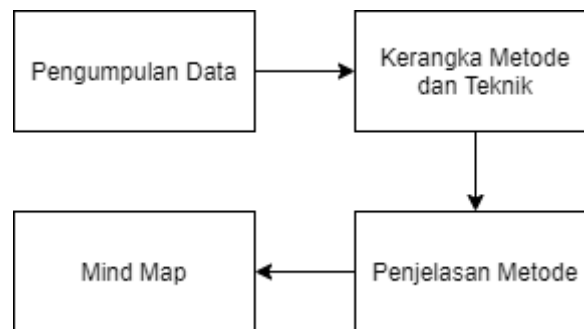 Pengumpulan Data
Kerangka Metode
dan Teknik
Mind Map
Penjelasan Metode